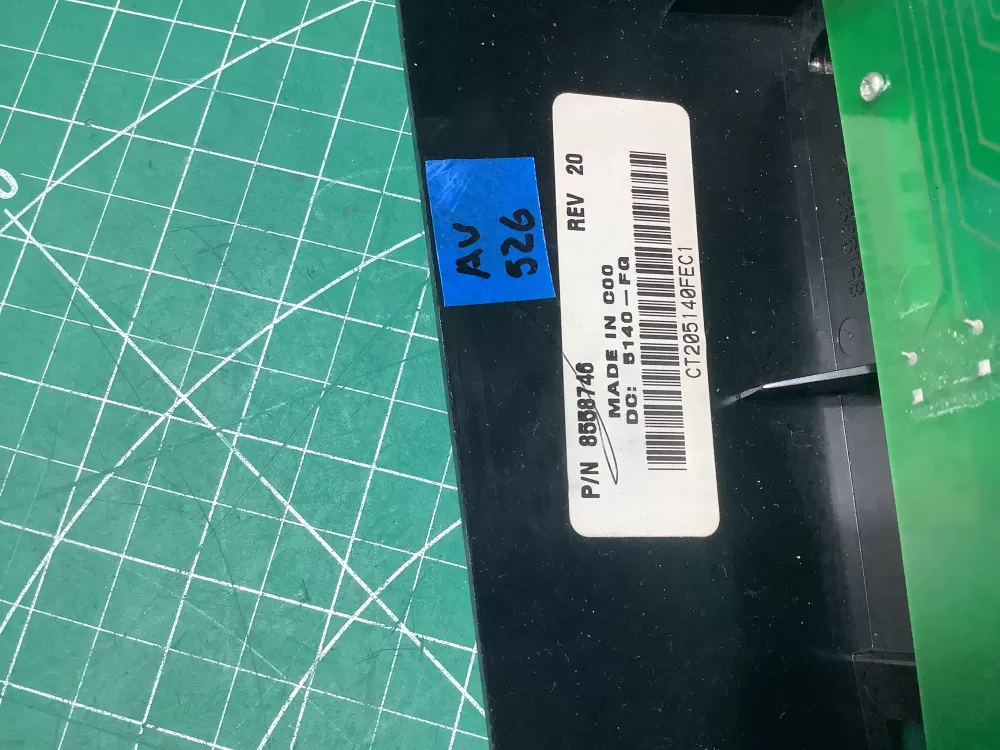 AV
526
P/N 8558746 REV 20
MADE IN C00
DC: 5140-FQ
CT205140FEC1